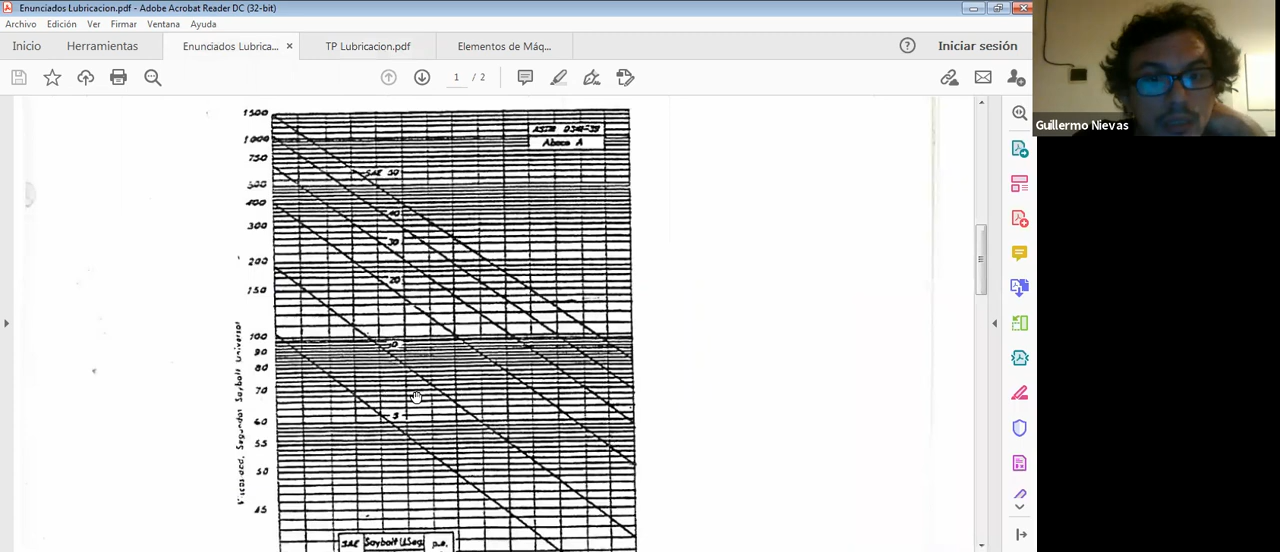 Enunciados Lubricacion.pdf - Adobe Acrobat Reader DC (32-bit)
Archivo Edición Ver Firmar Ventana Ayuda
Inicio Herramientas Enunciados Lubrica... × TP Lubricacion.pdf Elementos de Máq... ? Iniciar sesión
1 / 2
Guillermo Nievas
1500
1000
750
500
400
300
200
150
100
90
80
70
60
55
50
45
Viscosidad, Segundos Saybolt Universal
Abaco A
SAE 50
40
30
20
10
5
SAE Saybolt U.Seg. p.e.